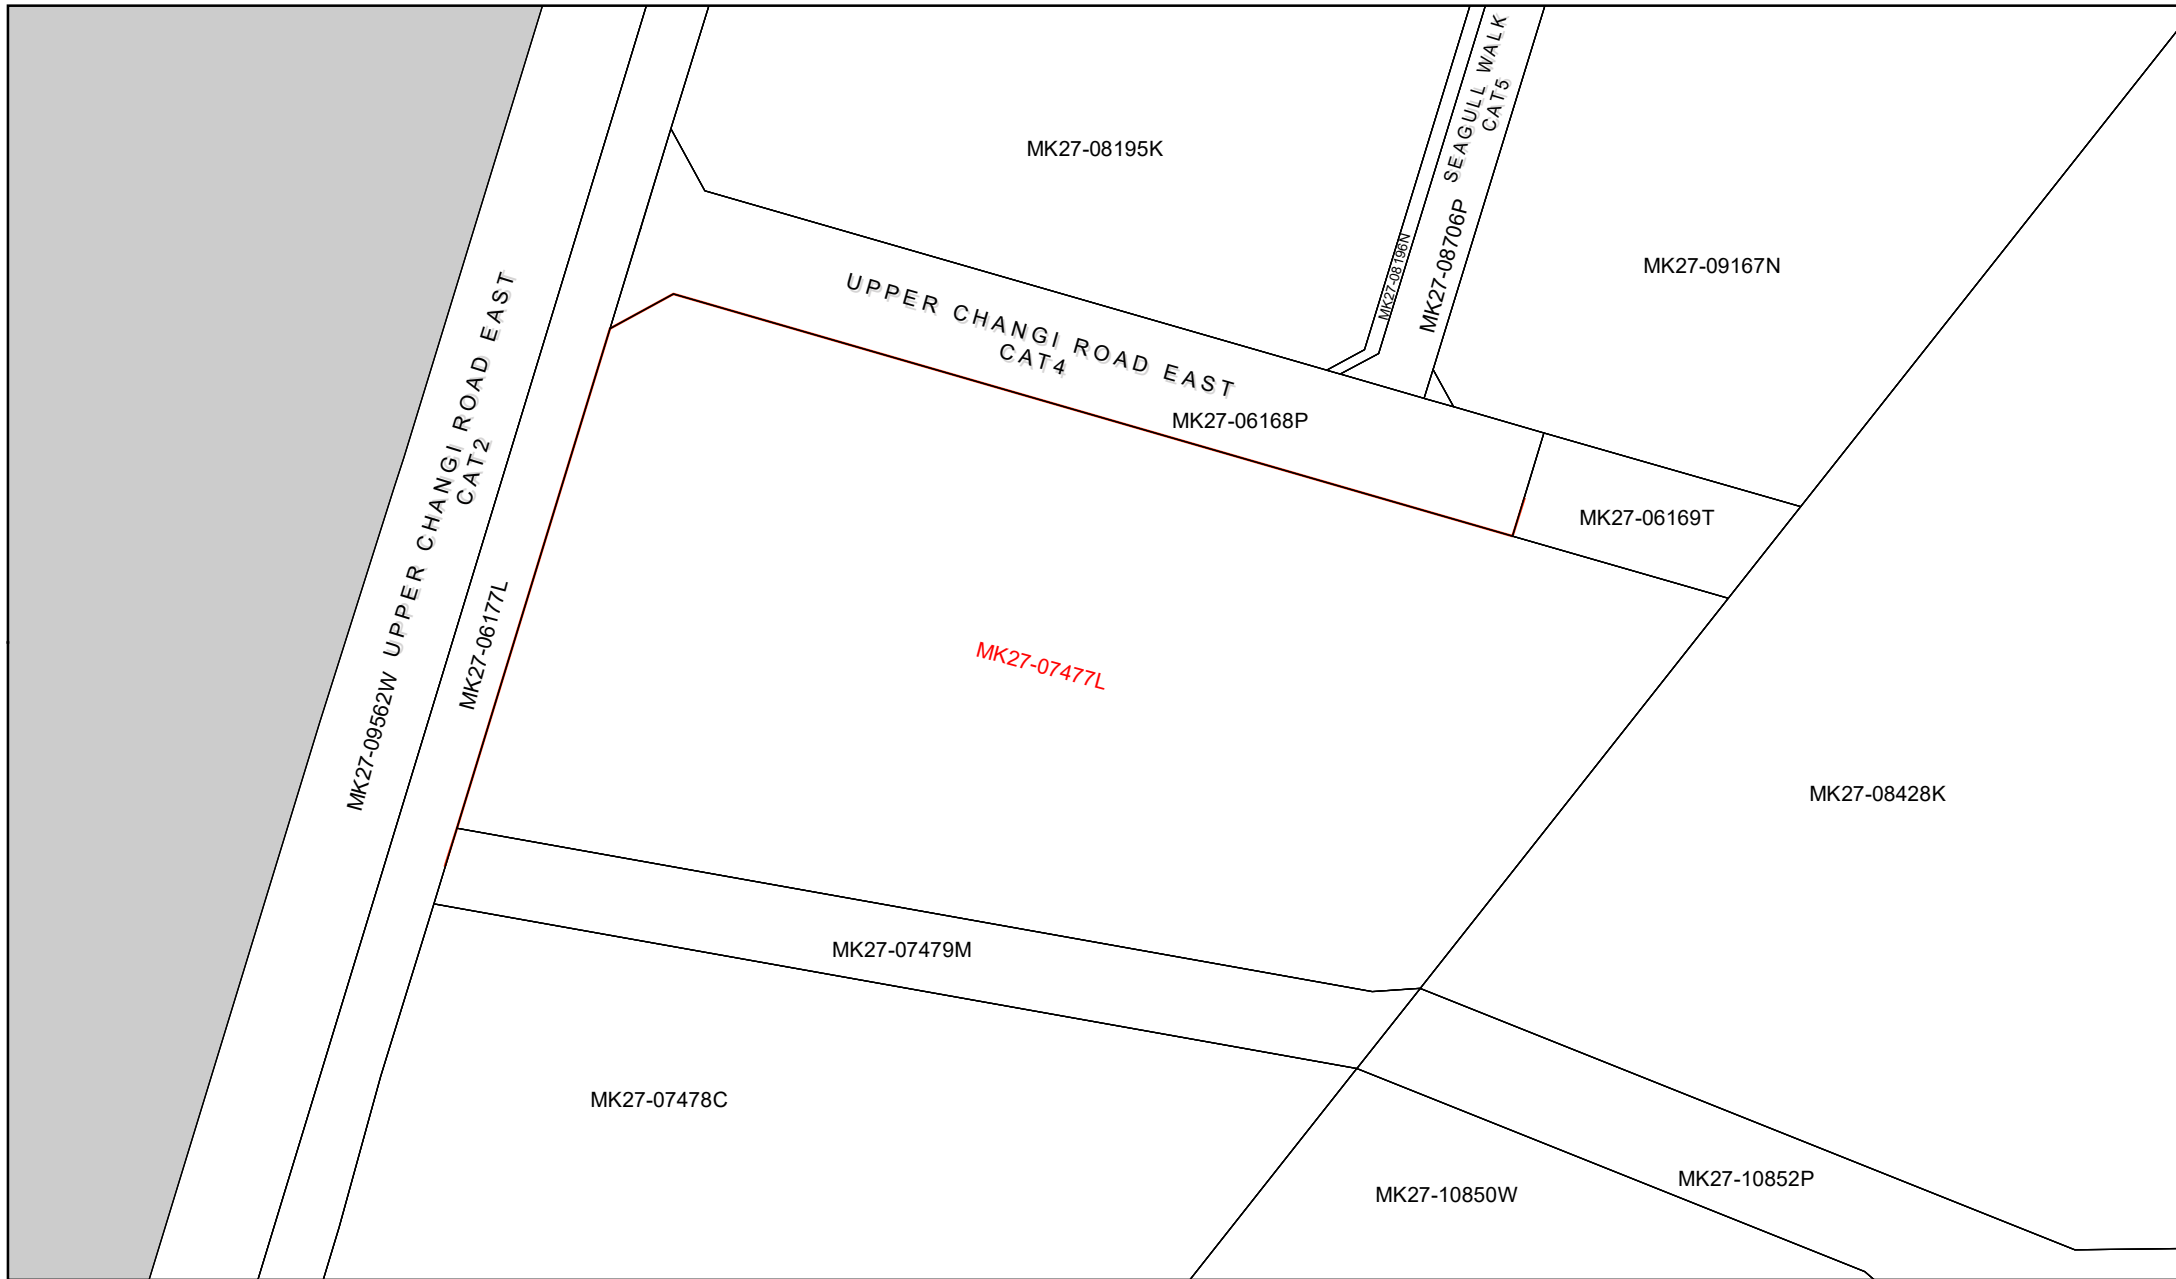 SEAGULL WALK
CAT5
MK27-08195K
MK27-08706P
MK27-08196N
MK27-09167N
UPPER CHANGI ROAD EAST
CAT4
MK27-06168P
UPPER CHANGI ROAD EAST
CAT2
MK27-09562W
MK27-06177L
MK27-06169T
MK27-07477L
MK27-08428K
MK27-07479M
MK27-07478C
MK27-10852P
MK27-10850W